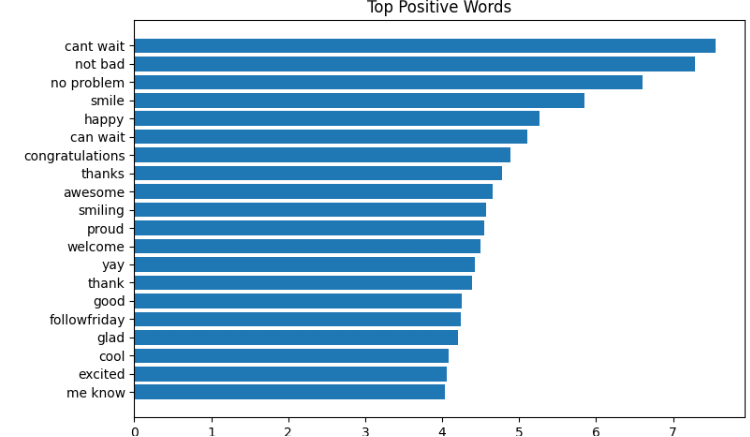 Top Positive Words
cant wait
not bad
no problem
smile
happy
can wait
congratulations
thanks
awesome
smiling
proud
welcome
yay
thank
good
followfriday
glad
cool
excited
me know
0 1 2 3 4 5 6 7